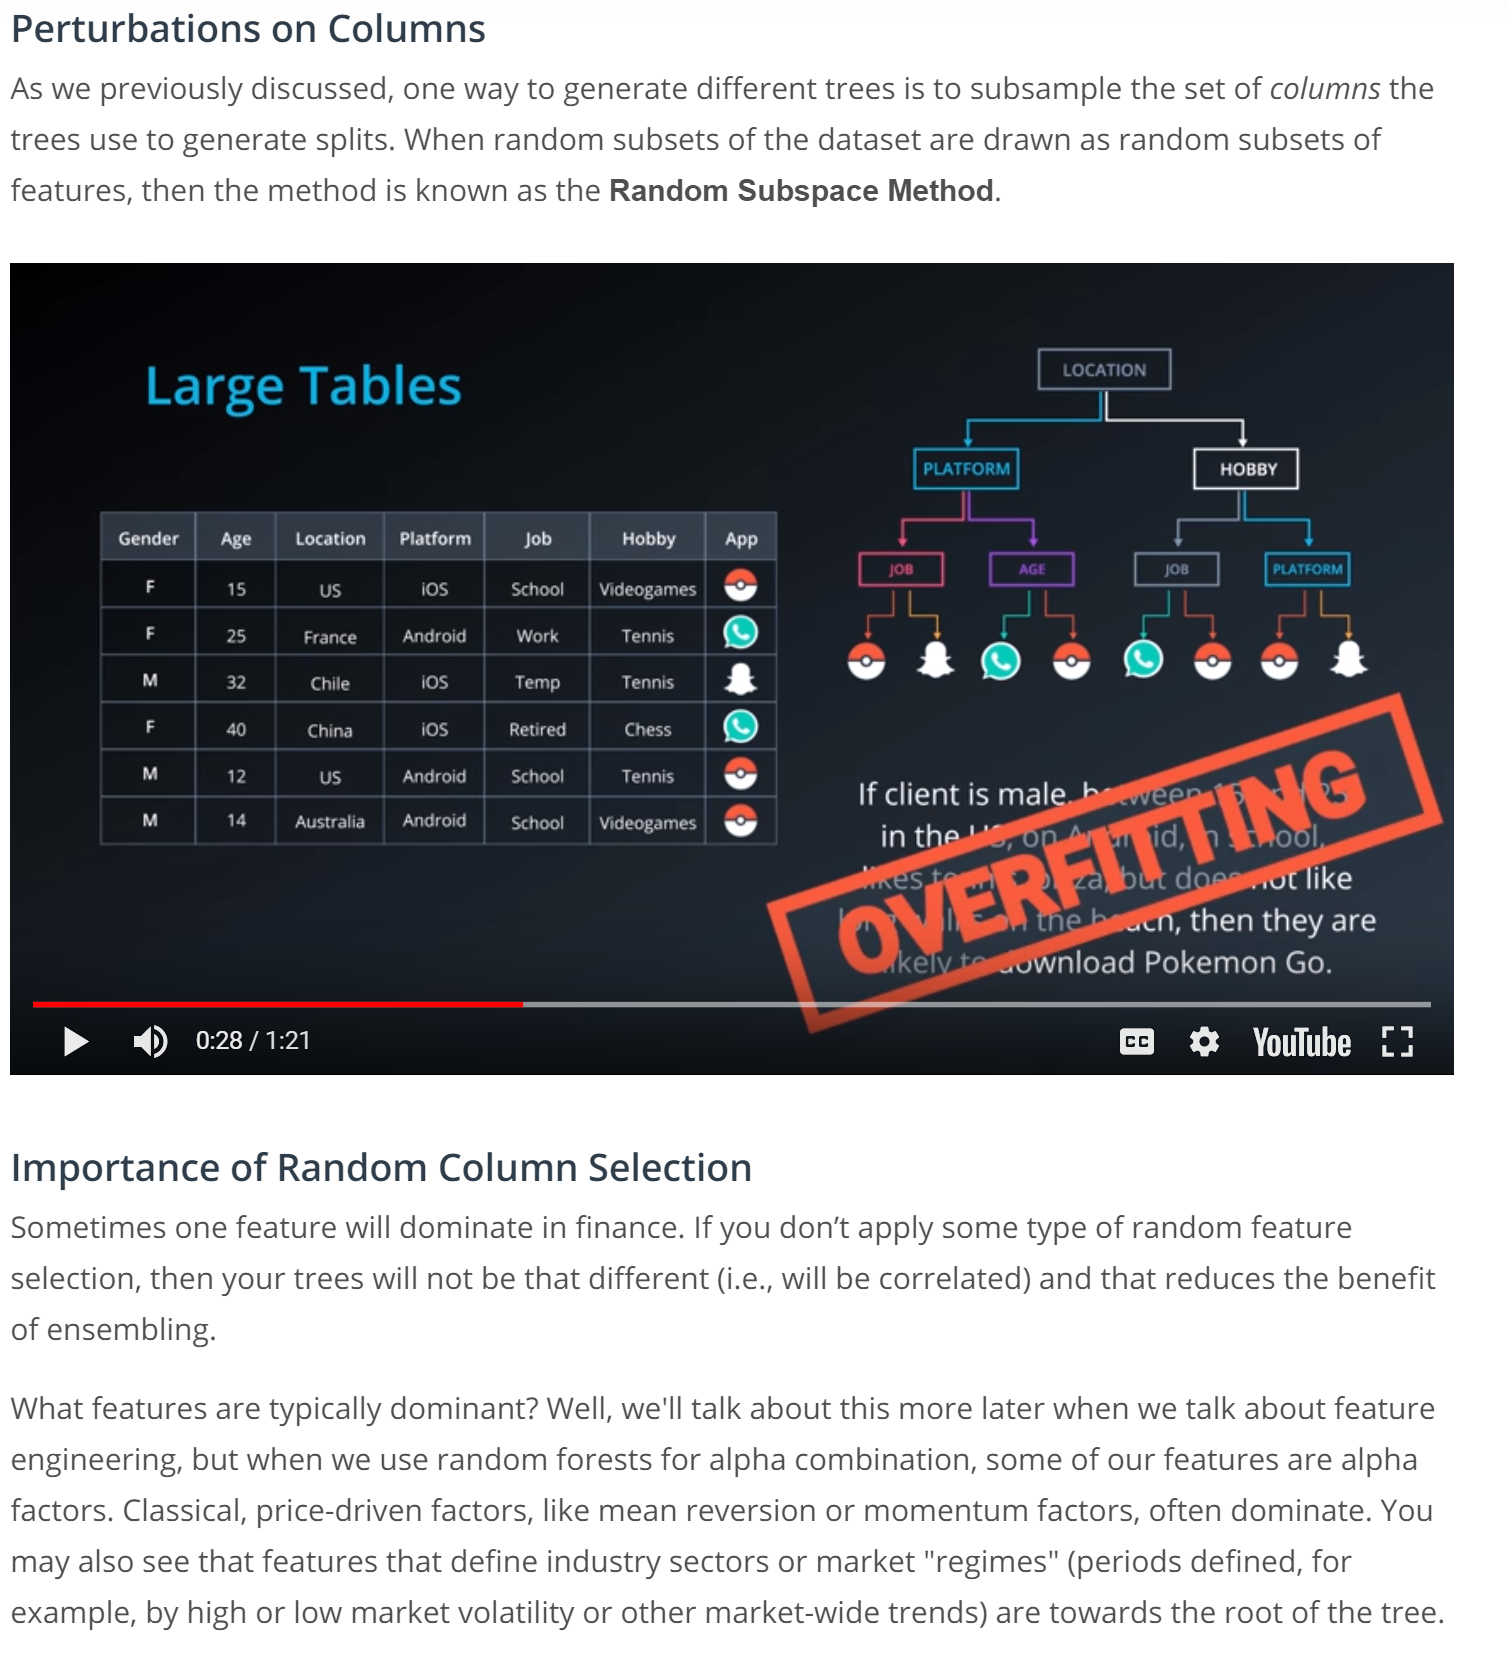 Perturbations on Columns
As we previously discussed, one way to generate different trees is to subsample the set of columns the
trees use to generate splits. When random subsets of the dataset are drawn as random subsets of
features, then the method is known as the Random Subspace Method.
Large Tables
Gender Age Location Platform Job Hobby App
F 15 US iOS School Videogames
F 25 France Android Work Tennis
M 32 Chile iOS Temp Tennis
F 40 China iOS Retired Chess
M 12 US Android School Tennis
M 14 Australia Android School Videogames
LOCATION
PLATFORM HOBBY
JOB AGE JOB PLATFORM
If client is male, between 15
in the US, on Android, in school,
likes but does not like
on the beach, then they are
likely to download Pokemon Go.
OVERFITTING
0:28 / 1:21
CC
YouTube
Importance of Random Column Selection
Sometimes one feature will dominate in finance. If you don’t apply some type of random feature
selection, then your trees will not be that different (i.e., will be correlated) and that reduces the benefit
of ensembling.
What features are typically dominant? Well, we'll talk about this more later when we talk about feature
engineering, but when we use random forests for alpha combination, some of our features are alpha
factors. Classical, price-driven factors, like mean reversion or momentum factors, often dominate. You
may also see that features that define industry sectors or market "regimes" (periods defined, for
example, by high or low market volatility or other market-wide trends) are towards the root of the tree.